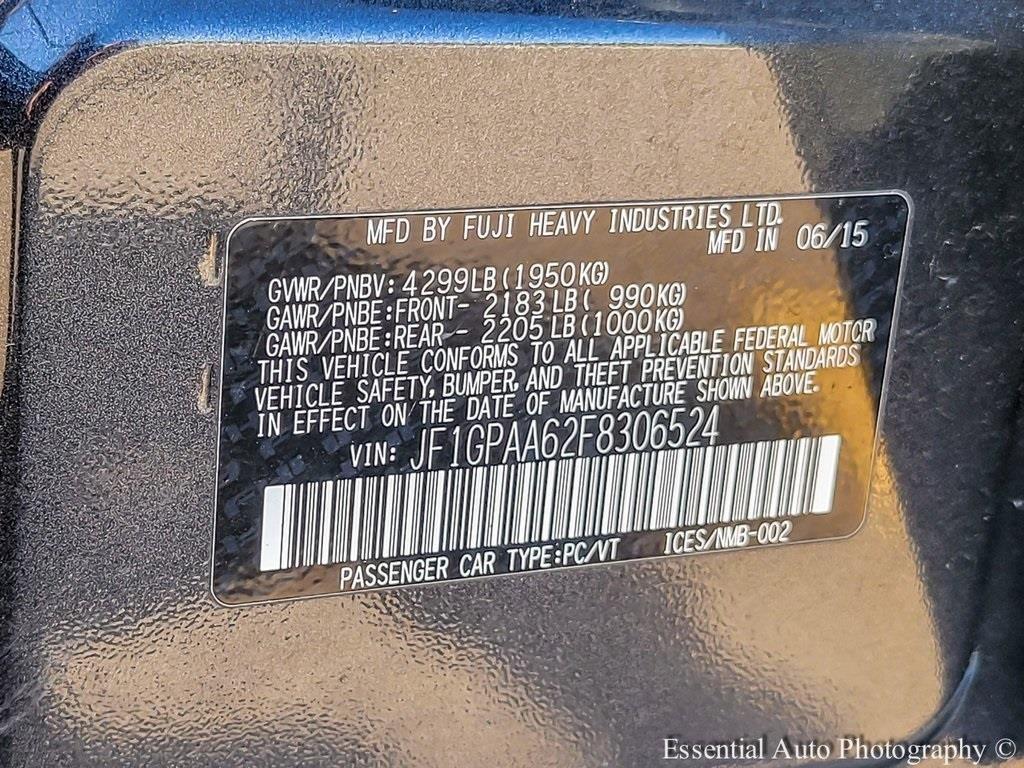 MFD BY FUJI HEAVY INDUSTRIES LTD.
MFD IN 06/15
GVWR/PNBV: 4299LB(1950KG)
GAWR/PNBE:FRONT- 2183LB( 990KG)
GAWR/PNBE:REAR - 2205LB(1000KG)
THIS VEHICLE CONFORMS TO ALL APPLICABLE FEDERAL MOTOR
VEHICLE SAFETY, BUMPER, AND THEFT PREVENTION STANDARDS
IN EFFECT ON THE DATE OF MANUFACTURE SHOWN ABOVE.
VIN: JF1GPAA62F8306524
PASSENGER CAR TYPE:PC/VT ICES/NMB-002
Essential Auto Photography ©